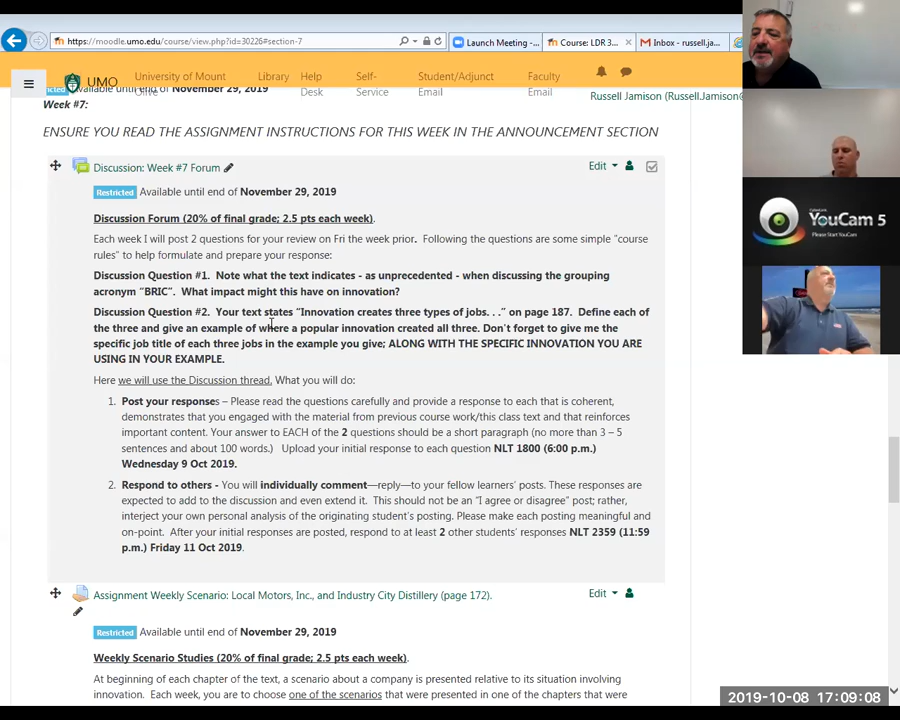 https://moodle.umo.edu/course/view.php?id=30226#section-7
Launch Meeting -...
Course: LDR 3...
Inbox - russell.ja...
UMO
University of Mount Olive
Library
Help Desk
Self-Service
Student/Adjunct Email
Faculty Email
Available until end of November 29, 2019
Russell Jamison (Russell.Jamison@
Week #7:
ENSURE YOU READ THE ASSIGNMENT INSTRUCTIONS FOR THIS WEEK IN THE ANNOUNCEMENT SECTION
Discussion: Week #7 Forum
Edit
Restricted Available until end of November 29, 2019
Discussion Forum (20% of final grade; 2.5 pts each week).
Each week I will post 2 questions for your review on Fri the week prior. Following the questions are some simple "course
rules" to help formulate and prepare your response:
Discussion Question #1. Note what the text indicates - as unprecedented - when discussing the grouping
acronym "BRIC". What impact might this have on innovation?
Discussion Question #2. Your text states "Innovation creates three types of jobs. . ." on page 187. Define each of
the three and give an example of where a popular innovation created all three. Don't forget to give me the
specific job title of each three jobs in the example you give; ALONG WITH THE SPECIFIC INNOVATION YOU ARE
USING IN YOUR EXAMPLE.
Here we will use the Discussion thread. What you will do:
1. Post your responses – Please read the questions carefully and provide a response to each that is coherent,
demonstrates that you engaged with the material from previous course work/this class text and that reinforces
important content. Your answer to EACH of the 2 questions should be a short paragraph (no more than 3 – 5
sentences and about 100 words.) Upload your initial response to each question NLT 1800 (6:00 p.m.)
Wednesday 9 Oct 2019.
2. Respond to others - You will individually comment—reply—to your fellow learners' posts. These responses are
expected to add to the discussion and even extend it. This should not be an "I agree or disagree" post; rather,
interject your own personal analysis of the originating student's posting. Please make each posting meaningful and
on-point. After your initial responses are posted, respond to at least 2 other students' responses NLT 2359 (11:59
p.m.) Friday 11 Oct 2019.
Assignment Weekly Scenario: Local Motors, Inc., and Industry City Distillery (page 172).
Edit
Restricted Available until end of November 29, 2019
Weekly Scenario Studies (20% of final grade; 2.5 pts each week).
At beginning of each chapter of the text, a scenario about a company is presented relative to its situation involving
innovation. Each week, you are to choose one of the scenarios that were presented in one of the chapters that were
CyberLink
YouCam 5
Please Start YouCam
2019-10-08 17:09:08